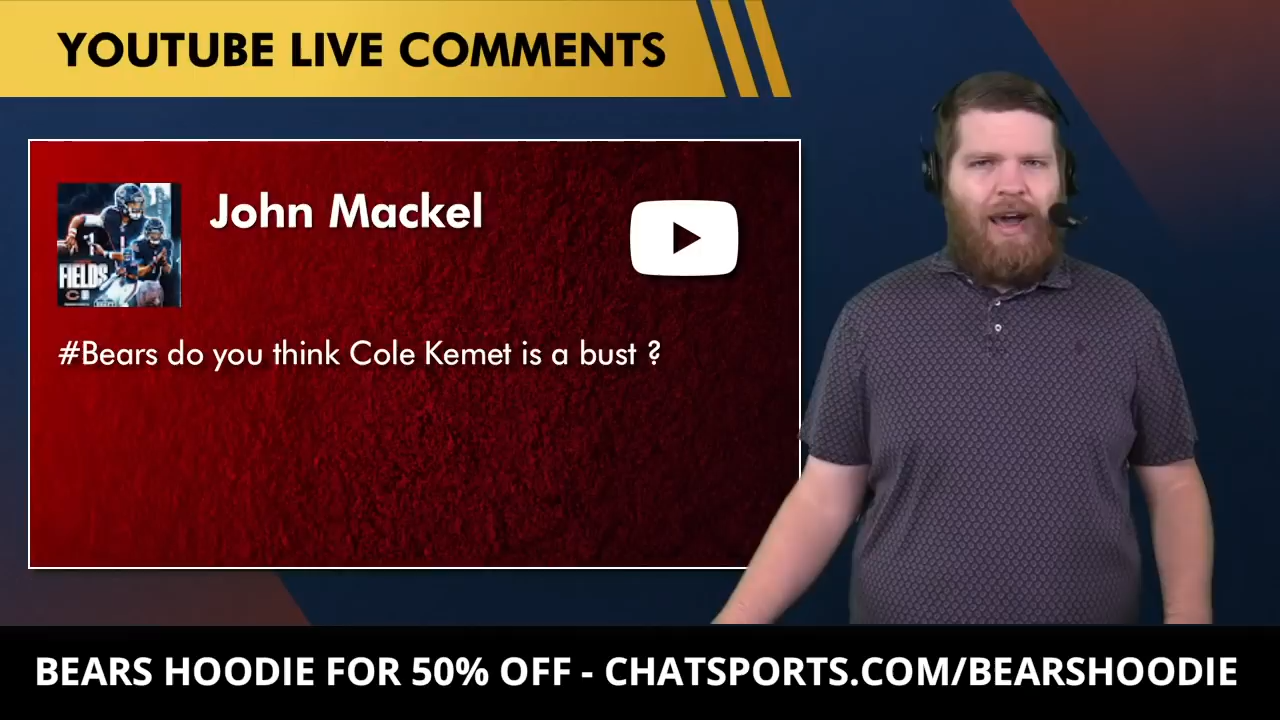 YOUTUBE LIVE COMMENTS
John Mackel
FIELDS
#Bears do you think Cole Kemet is a bust ?
BEARS HOODIE FOR 50% OFF - CHATSPORTS.COM/BEARSHOODIE